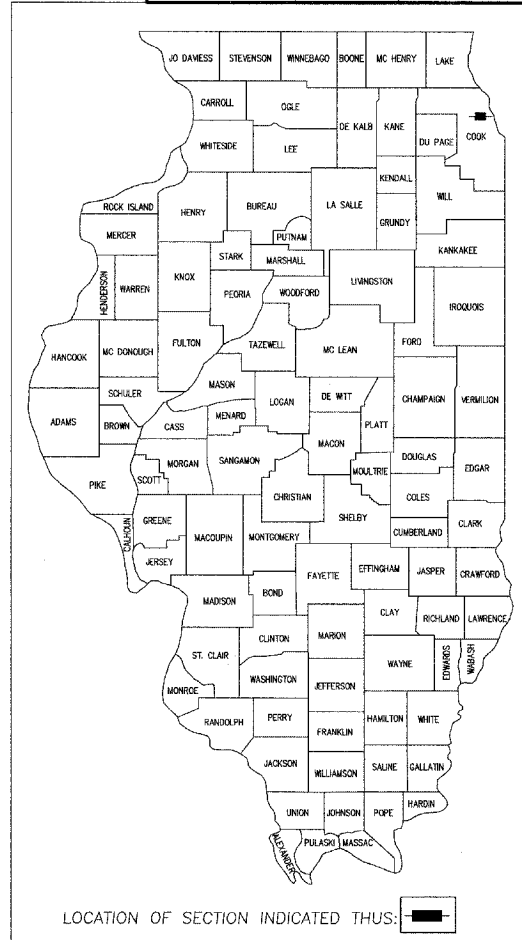 JO DAVIESS STEVENSON WINNEBAGO BOONE MC HENRY LAKE
CARROLL OGLE
DE KALB KANE DU PAGE COOK
WHITESIDE LEE
KENDALL WILL
ROCK ISLAND HENRY BUREAU LA SALLE GRUNDY
MERCER PUTNAM
STARK MARSHALL KANKAKEE
HENDERSON WARREN KNOX PEORIA WOODFORD LIVINGSTON IROQUOIS
HANCOOK MC DONOUGH FULTON TAZEWELL MC LEAN FORD
MASON
SCHULER LOGAN DE WITT CHAMPAIGN VERMILION
ADAMS BROWN CASS MENARD PLATT
MACON
MORGAN SANGAMON DOUGLAS
PIKE SCOTT MOULTRIE EDGAR
CHRISTIAN COLES
GREENE MACOUPIN SHELBY
CALHOUN MONTGOMERY CUMBERLAND CLARK
JERSEY
FAYETTE EFFINGHAM JASPER CRAWFORD
MADISON BOND
CLAY RICHLAND LAWRENCE
CLINTON MARION
ST. CLAIR WAYNE EDWARDS WABASH
WASHINGTON JEFFERSON
MONROE
RANDOLPH PERRY HAMILTON WHITE
FRANKLIN
JACKSON SALINE GALLATIN
WILLIAMSON
UNION JOHNSON POPE HARDIN
ALEXANDER PULASKI MASSAC
LOCATION OF SECTION INDICATED THUS: